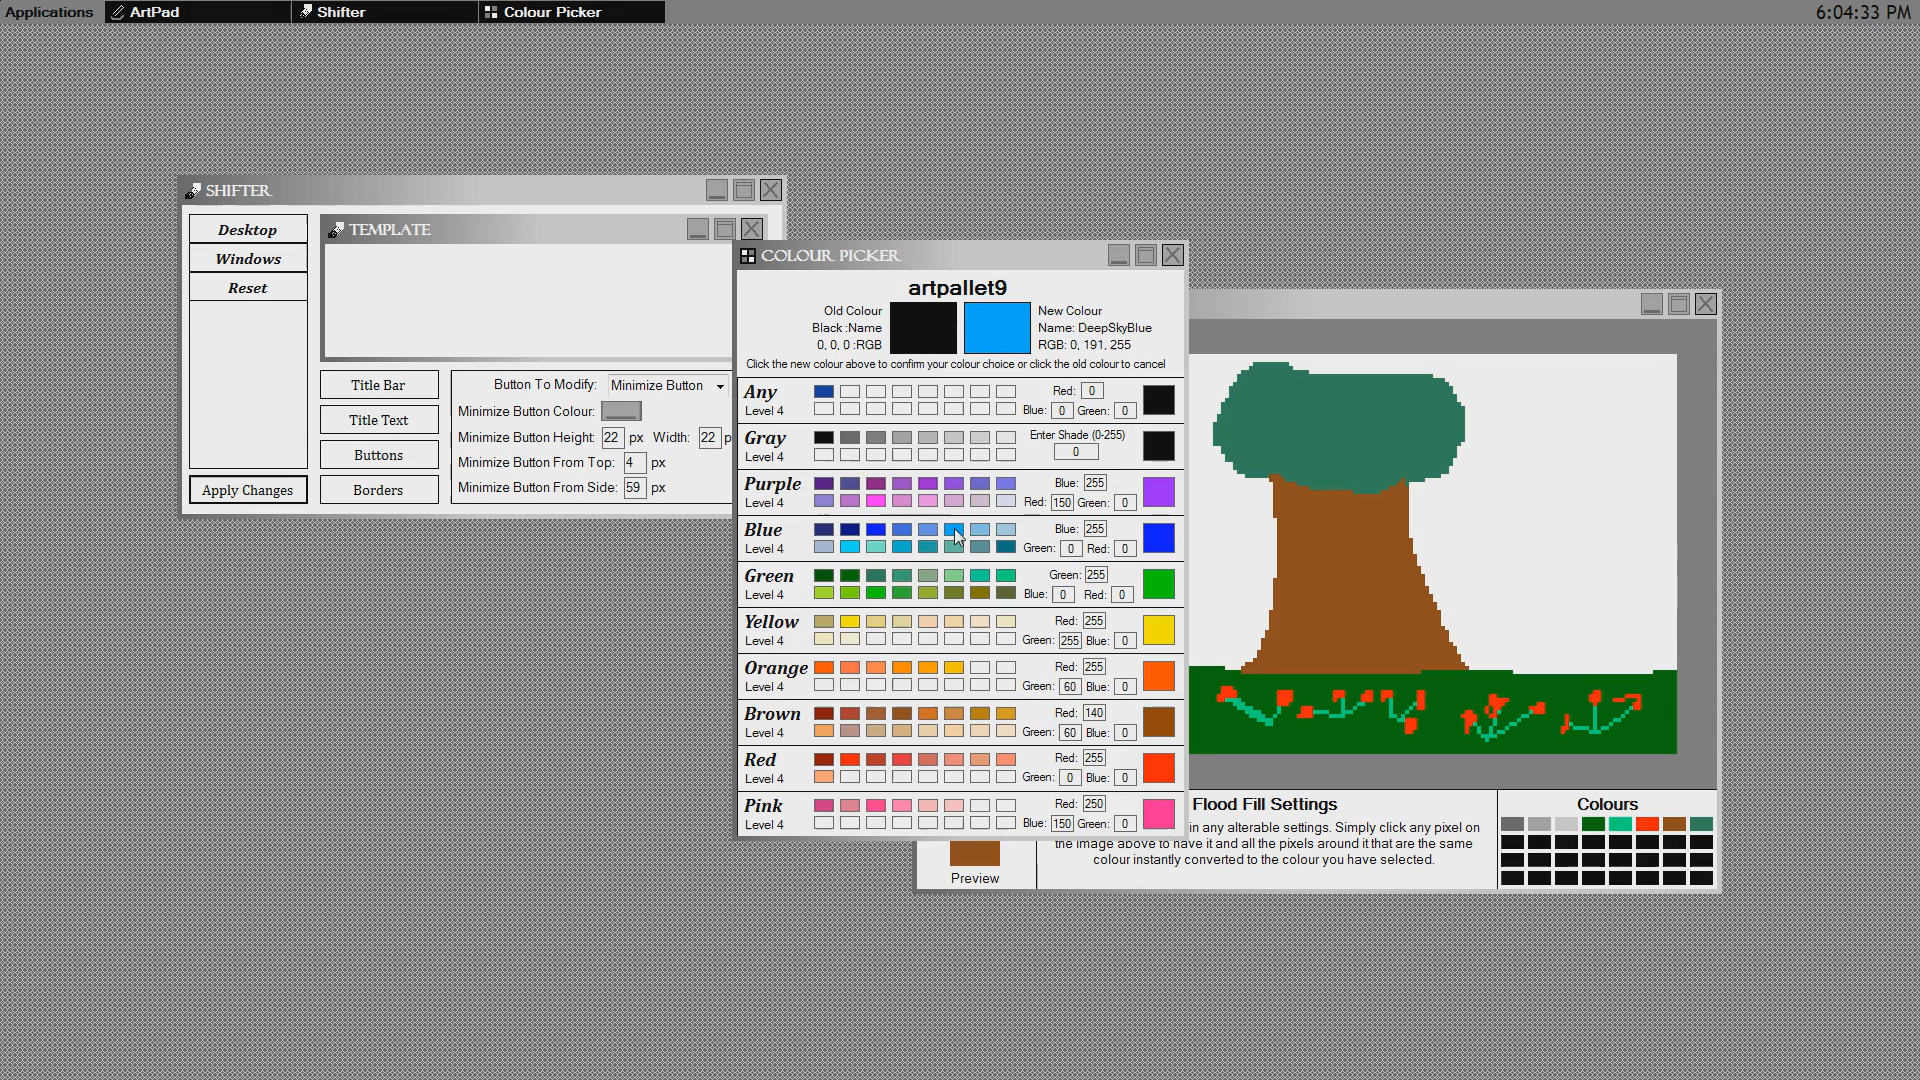 Applications ArtPad Shifter Colour Picker 6:04:33 PM
SHIFTER
Desktop
Windows
Reset
Apply Changes
TEMPLATE
Title Bar
Title Text
Buttons
Borders
Button To Modify: Minimize Button
Minimize Button Colour:
Minimize Button Height: 22 px Width: 22 p
Minimize Button From Top: 4 px
Minimize Button From Side: 59 px
COLOUR PICKER
artpallet9
Old Colour
Black :Name
0, 0, 0 :RGB
New Colour
Name: DeepSkyBlue
RGB: 0, 191, 255
Click the new colour above to confirm your colour choice or click the old colour to cancel
Any
Level 4
Red: 0
Blue: 0 Green: 0
Gray
Level 4
Enter Shade (0-255)
0
Purple
Level 4
Blue: 255
Red: 150 Green: 0
Blue
Level 4
Blue: 255
Green: 0 Red: 0
Green
Level 4
Green: 255
Blue: 0 Red: 0
Yellow
Level 4
Red: 255
Green: 255 Blue: 0
Orange
Level 4
Red: 255
Green: 60 Blue: 0
Brown
Level 4
Red: 140
Green: 60 Blue: 0
Red
Level 4
Red: 255
Green: 0 Blue: 0
Pink
Level 4
Red: 250
Blue: 150 Green: 0
Preview
Flood Fill Settings
in any alterable settings. Simply click any pixel on
the image above to have it and all the pixels around it that are the same
colour instantly converted to the colour you have selected.
Colours